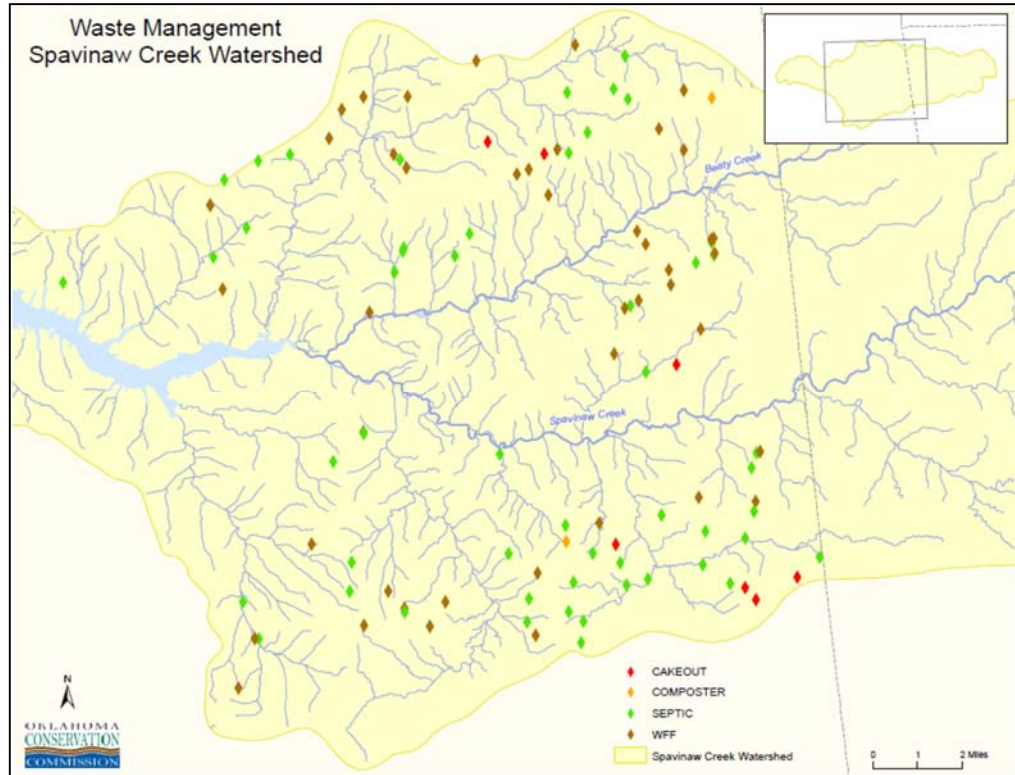 Waste Management
Spavinaw Creek Watershed
Beaty Creek
Spavinaw Creek
CAKEOUT
COMPOSTER
SEPTIC
WFF
Spavinaw Creek Watershed
N
OKLAHOMA
CONSERVATION
COMMISSION
0 1 2 Miles